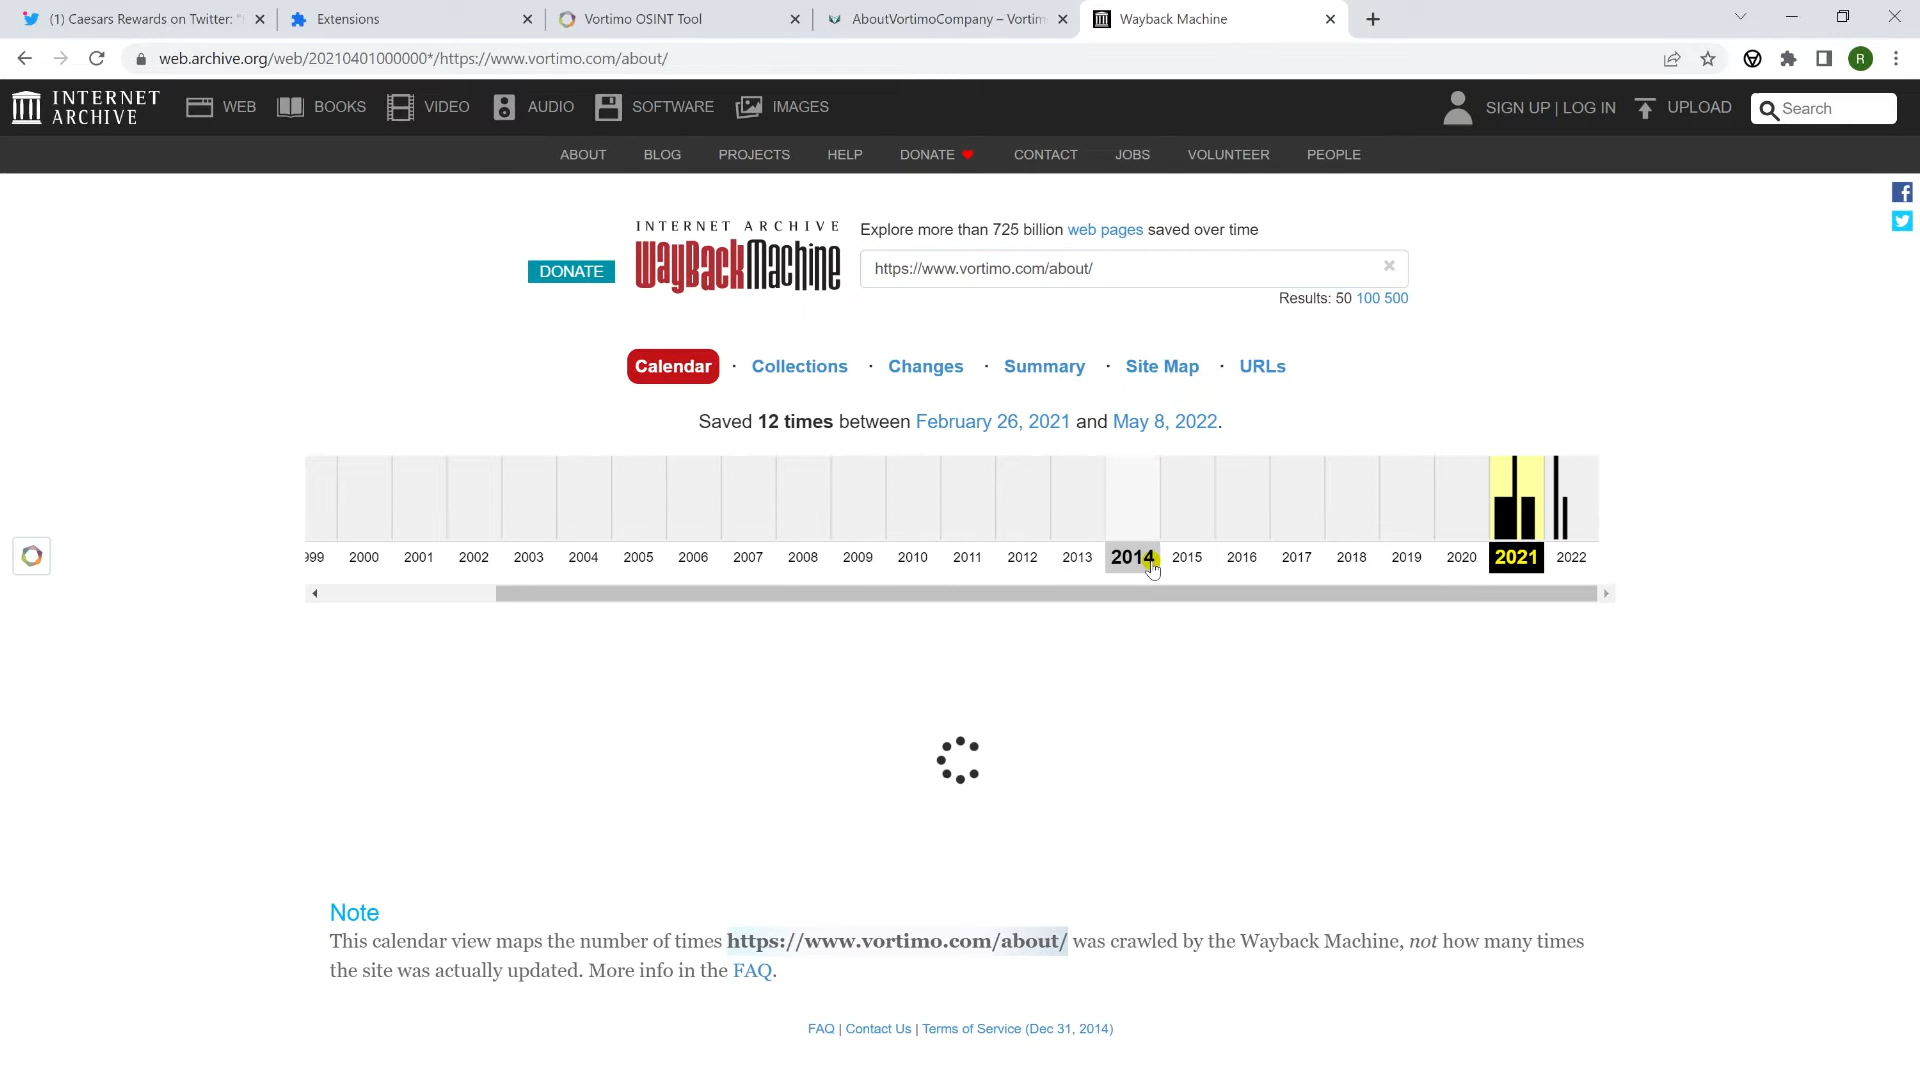 (1) Caesars Rewards on Twitter: "
Extensions
Vortimo OSINT Tool
AboutVortimoCompany – Vortim
Wayback Machine
web.archive.org/web/20210401000000*/https://www.vortimo.com/about/
R
INTERNET
ARCHIVE
WEB
BOOKS
VIDEO
AUDIO
SOFTWARE
IMAGES
SIGN UP | LOG IN
UPLOAD
Search
ABOUT
BLOG
PROJECTS
HELP
DONATE
CONTACT
JOBS
VOLUNTEER
PEOPLE
DONATE
INTERNET ARCHIVE
WayBackMachine
Explore more than 725 billion web pages saved over time
https://www.vortimo.com/about/
Results: 50 100 500
Calendar · Collections · Changes · Summary · Site Map · URLs
Saved 12 times between February 26, 2021 and May 8, 2022.
999 2000 2001 2002 2003 2004 2005 2006 2007 2008 2009 2010 2011 2012 2013 2014 2015 2016 2017 2018 2019 2020 2021 2022
Note
This calendar view maps the number of times https://www.vortimo.com/about/ was crawled by the Wayback Machine, not how many times
the site was actually updated. More info in the FAQ.
FAQ | Contact Us | Terms of Service (Dec 31, 2014)